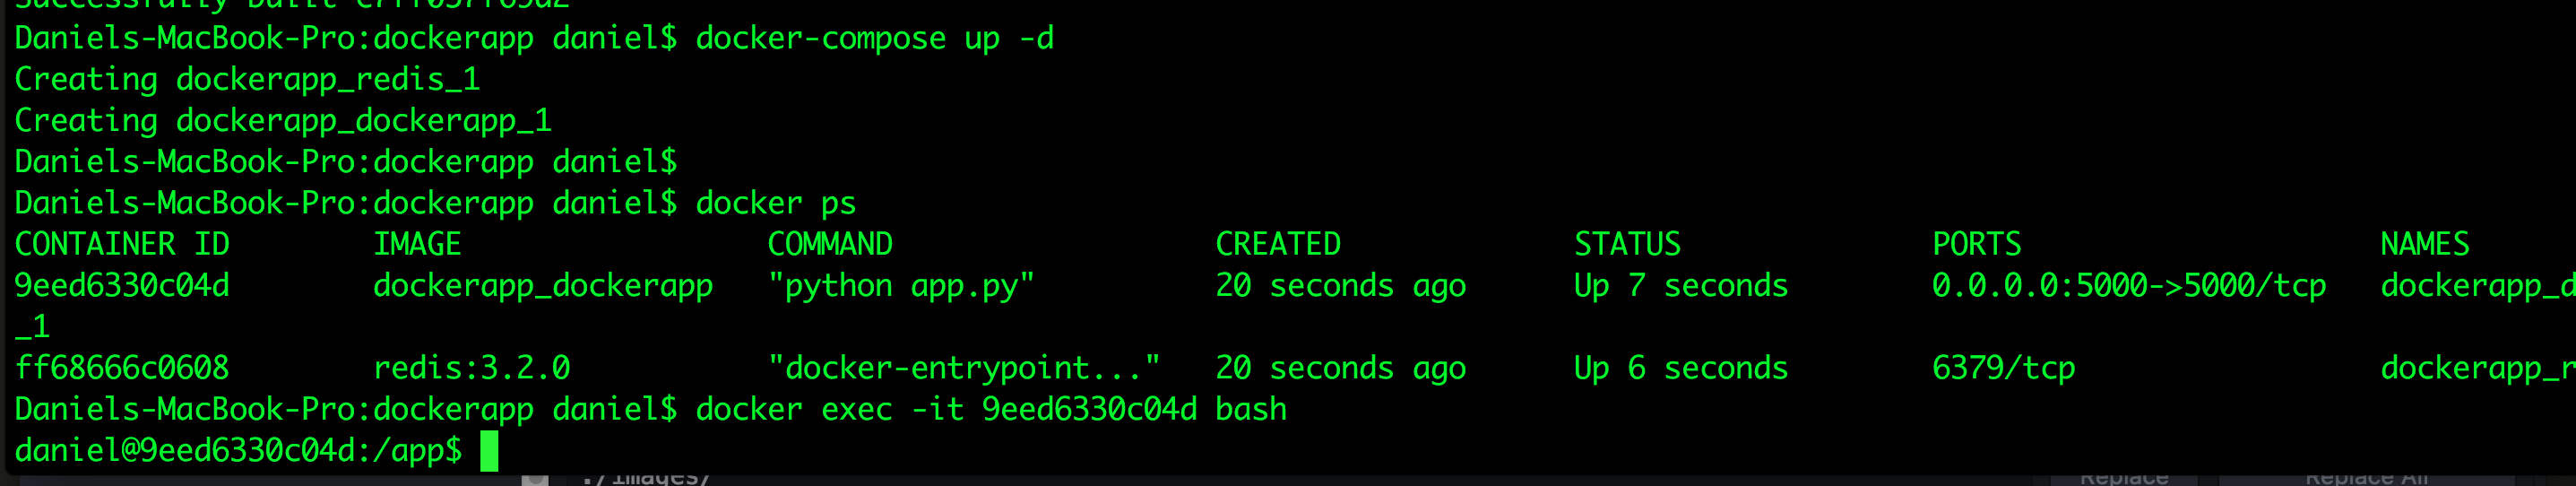 Successfully built c7ff057f69d2
Daniels-MacBook-Pro:dockerapp daniel$ docker-compose up -d
Creating dockerapp_redis_1
Creating dockerapp_dockerapp_1
Daniels-MacBook-Pro:dockerapp daniel$
Daniels-MacBook-Pro:dockerapp daniel$ docker ps
CONTAINER ID IMAGE COMMAND CREATED STATUS PORTS NAMES
9eed6330c04d dockerapp_dockerapp "python app.py" 20 seconds ago Up 7 seconds 0.0.0.0:5000->5000/tcp dockerapp_d
_1
ff68666c0608 redis:3.2.0 "docker-entrypoint..." 20 seconds ago Up 6 seconds 6379/tcp dockerapp_r
Daniels-MacBook-Pro:dockerapp daniel$ docker exec -it 9eed6330c04d bash
daniel@9eed6330c04d:/app$
./images/ Replace Replace All